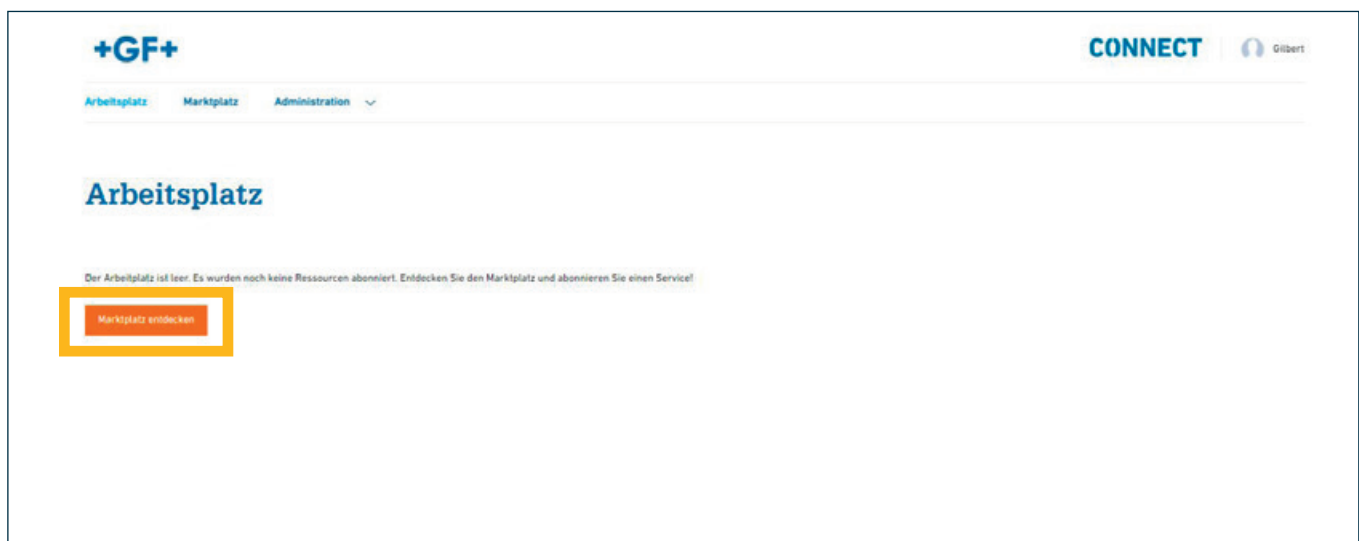 +GF+
CONNECT
Gilbert
Arbeitsplatz Marktplatz Administration
Arbeitsplatz
Der Arbeitplatz ist leer. Es wurden noch keine Ressourcen abonniert. Entdecken Sie den Marktplatz und abonnieren Sie einen Service!
Marktplatz entdecken